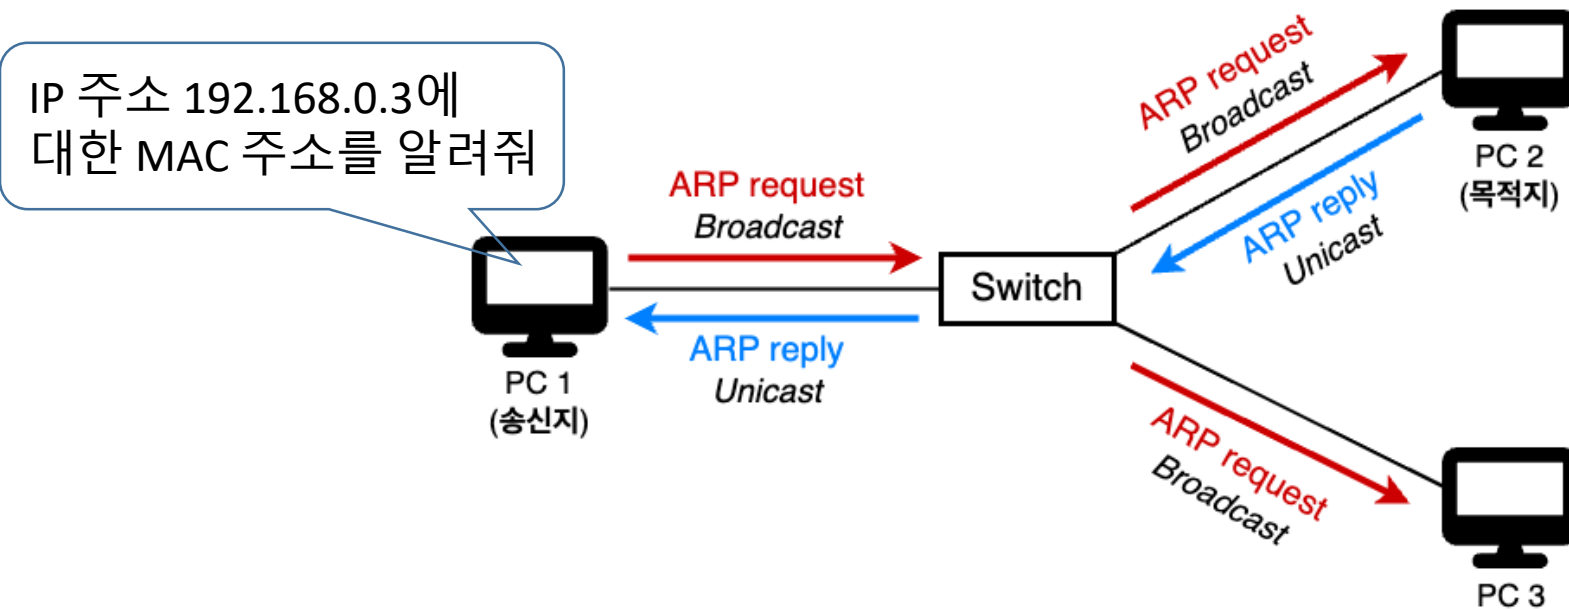 IP 주소 192.168.0.3에
대한 MAC 주소를 알려줘
ARP request
Broadcast
ARP reply
Unicast
PC 1
(송신지)
Switch
ARP request
Broadcast
ARP reply
Unicast
PC 2
(목적지)
ARP request
Broadcast
PC 3